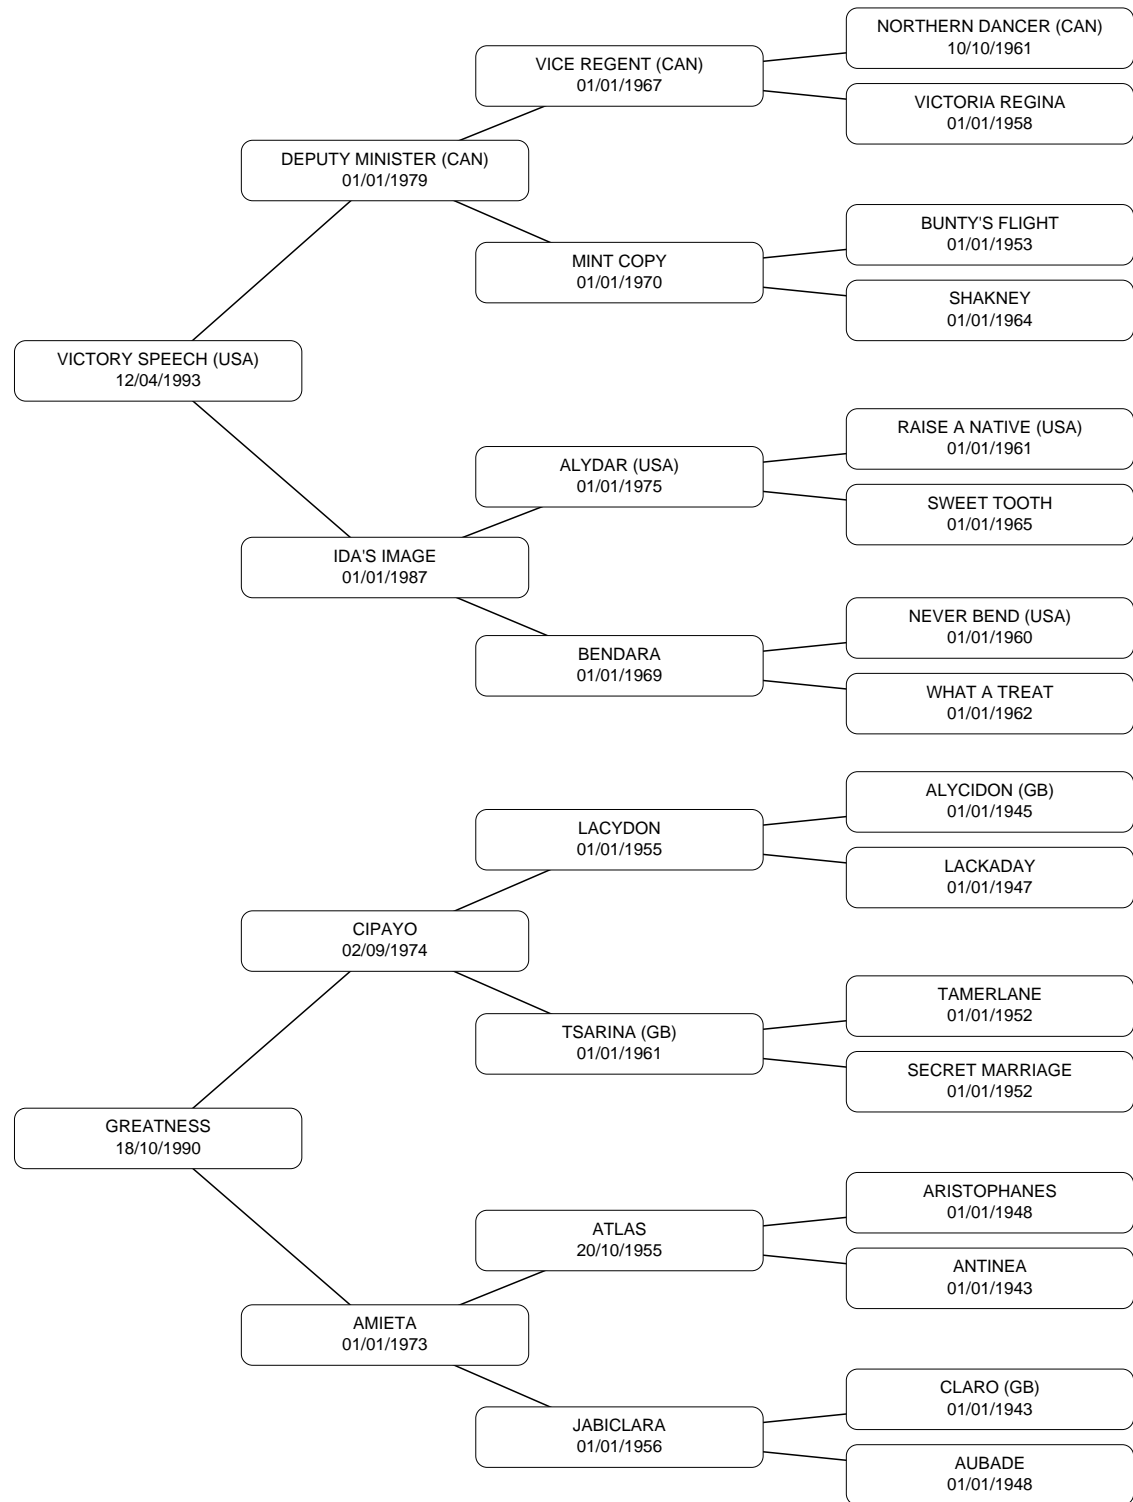 NORTHERN DANCER (CAN)
10/10/1961
VICE REGENT (CAN)
01/01/1967
VICTORIA REGINA
01/01/1958
DEPUTY MINISTER (CAN)
01/01/1979
BUNTY'S FLIGHT
01/01/1953
MINT COPY
01/01/1970
SHAKNEY
01/01/1964
VICTORY SPEECH (USA)
12/04/1993
RAISE A NATIVE (USA)
01/01/1961
ALYDAR (USA)
01/01/1975
SWEET TOOTH
01/01/1965
IDA'S IMAGE
01/01/1987
NEVER BEND (USA)
01/01/1960
BENDARA
01/01/1969
WHAT A TREAT
01/01/1962
ALYCIDON (GB)
01/01/1945
LACYDON
01/01/1955
LACKADAY
01/01/1947
CIPAYO
02/09/1974
TAMERLANE
01/01/1952
TSARINA (GB)
01/01/1961
SECRET MARRIAGE
01/01/1952
GREATNESS
18/10/1990
ARISTOPHANES
01/01/1948
ATLAS
20/10/1955
ANTINEA
01/01/1943
AMIETA
01/01/1973
CLARO (GB)
01/01/1943
JABICLARA
01/01/1956
AUBADE
01/01/1948